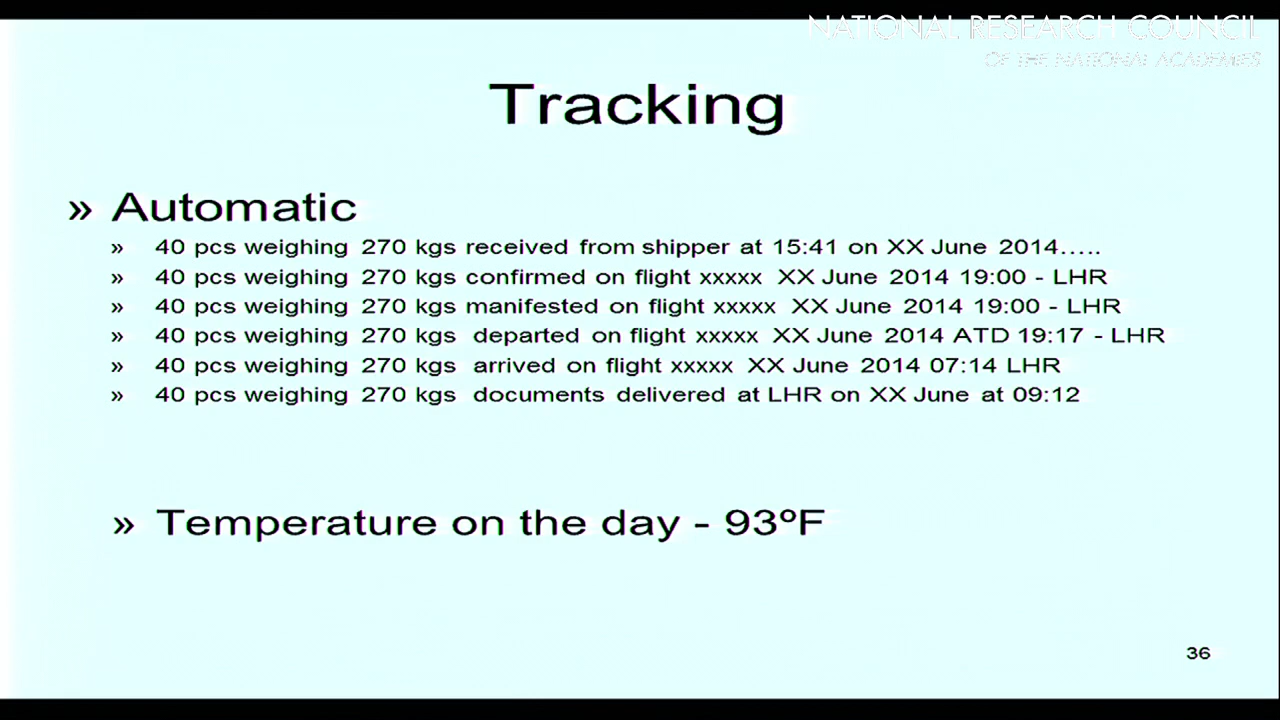 NATIONAL RESEARCH COUNCIL
OF THE NATIONAL ACADEMIES
Tracking
» Automatic
» 40 pcs weighing 270 kgs received from shipper at 15:41 on XX June 2014.....
» 40 pcs weighing 270 kgs confirmed on flight xxxxx XX June 2014 19:00 - LHR
» 40 pcs weighing 270 kgs manifested on flight xxxxx XX June 2014 19:00 - LHR
» 40 pcs weighing 270 kgs departed on flight xxxxx XX June 2014 ATD 19:17 - LHR
» 40 pcs weighing 270 kgs arrived on flight xxxxx XX June 2014 07:14 LHR
» 40 pcs weighing 270 kgs documents delivered at LHR on XX June at 09:12
» Temperature on the day - 93ºF
36